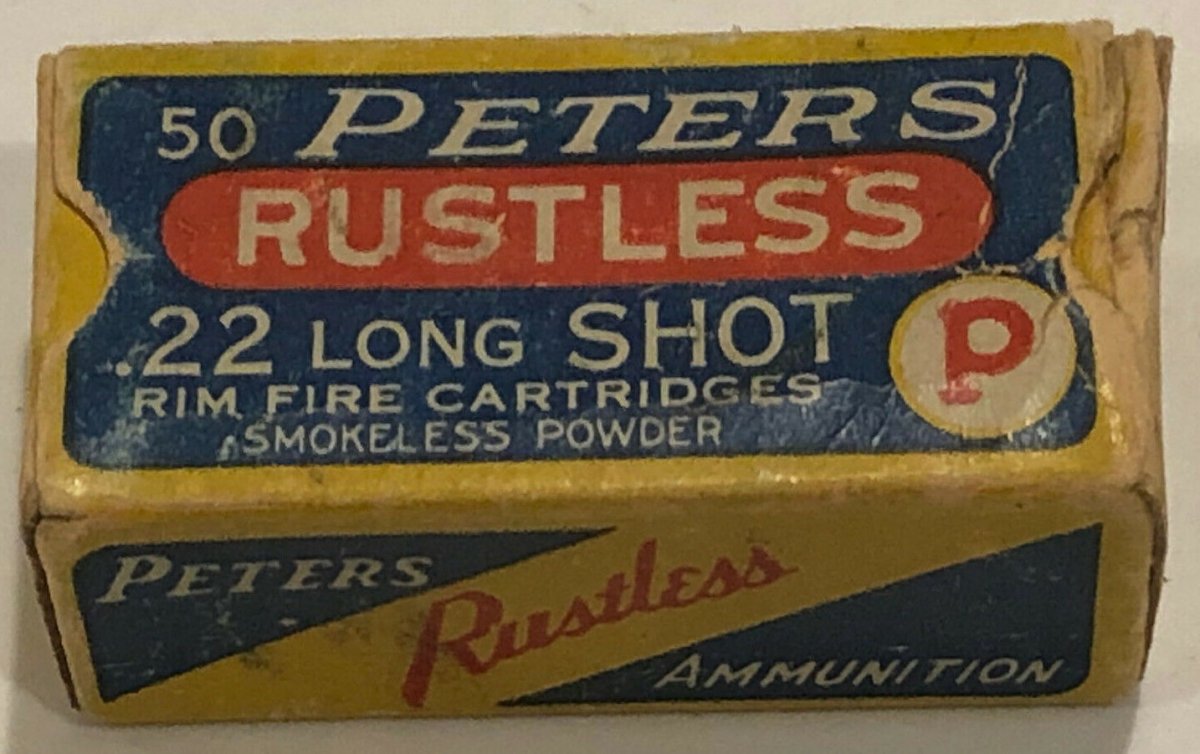 50 PETERS
RUSTLESS
.22 LONG SHOT
P
RIM FIRE CARTRIDGES
SMOKELESS POWDER
PETERS
Rustless
AMMUNITION